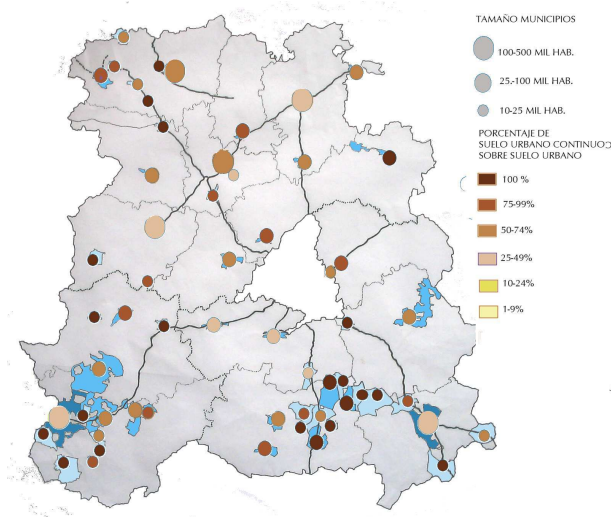 TAMAÑO MUNICIPIOS
100-500 MIL HAB.
25.-100 MIL HAB.
10-25 MIL HAB.
PORCENTAJE DE
SUELO URBANO CONTINUO
SOBRE SUELO URBANO
100 %
75-99%
50-74%
25-49%
10-24%
1-9%